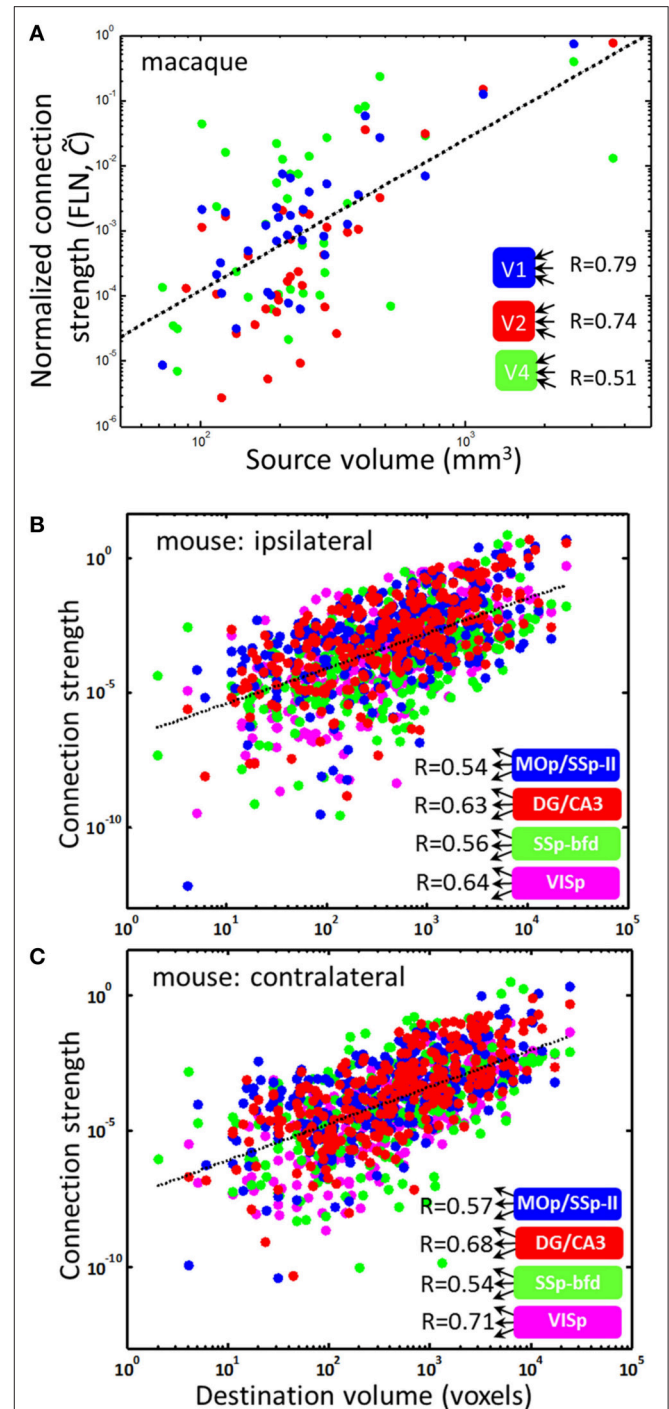 A
macaque
10⁰
10⁻¹
10⁻²
10⁻³
10⁻⁴
10⁻⁵
10⁻⁶
Normalized connection
strength (FLN, C̃)
V1 R=0.79
V2 R=0.74
V4 R=0.51
10² 10³
Source volume (mm³)
B
mouse: ipsilateral
10⁰
10⁻⁵
10⁻¹⁰
Connection strength
R=0.54 MOp/SSp-II
R=0.63 DG/CA3
R=0.56 SSp-bfd
R=0.64 VISp
10⁰ 10¹ 10² 10³ 10⁴ 10⁵
C
mouse: contralateral
10⁰
10⁻⁵
10⁻¹⁰
Connection strength
R=0.57 MOp/SSp-II
R=0.68 DG/CA3
R=0.54 SSp-bfd
R=0.71 VISp
10⁰ 10¹ 10² 10³ 10⁴ 10⁵
Destination volume (voxels)